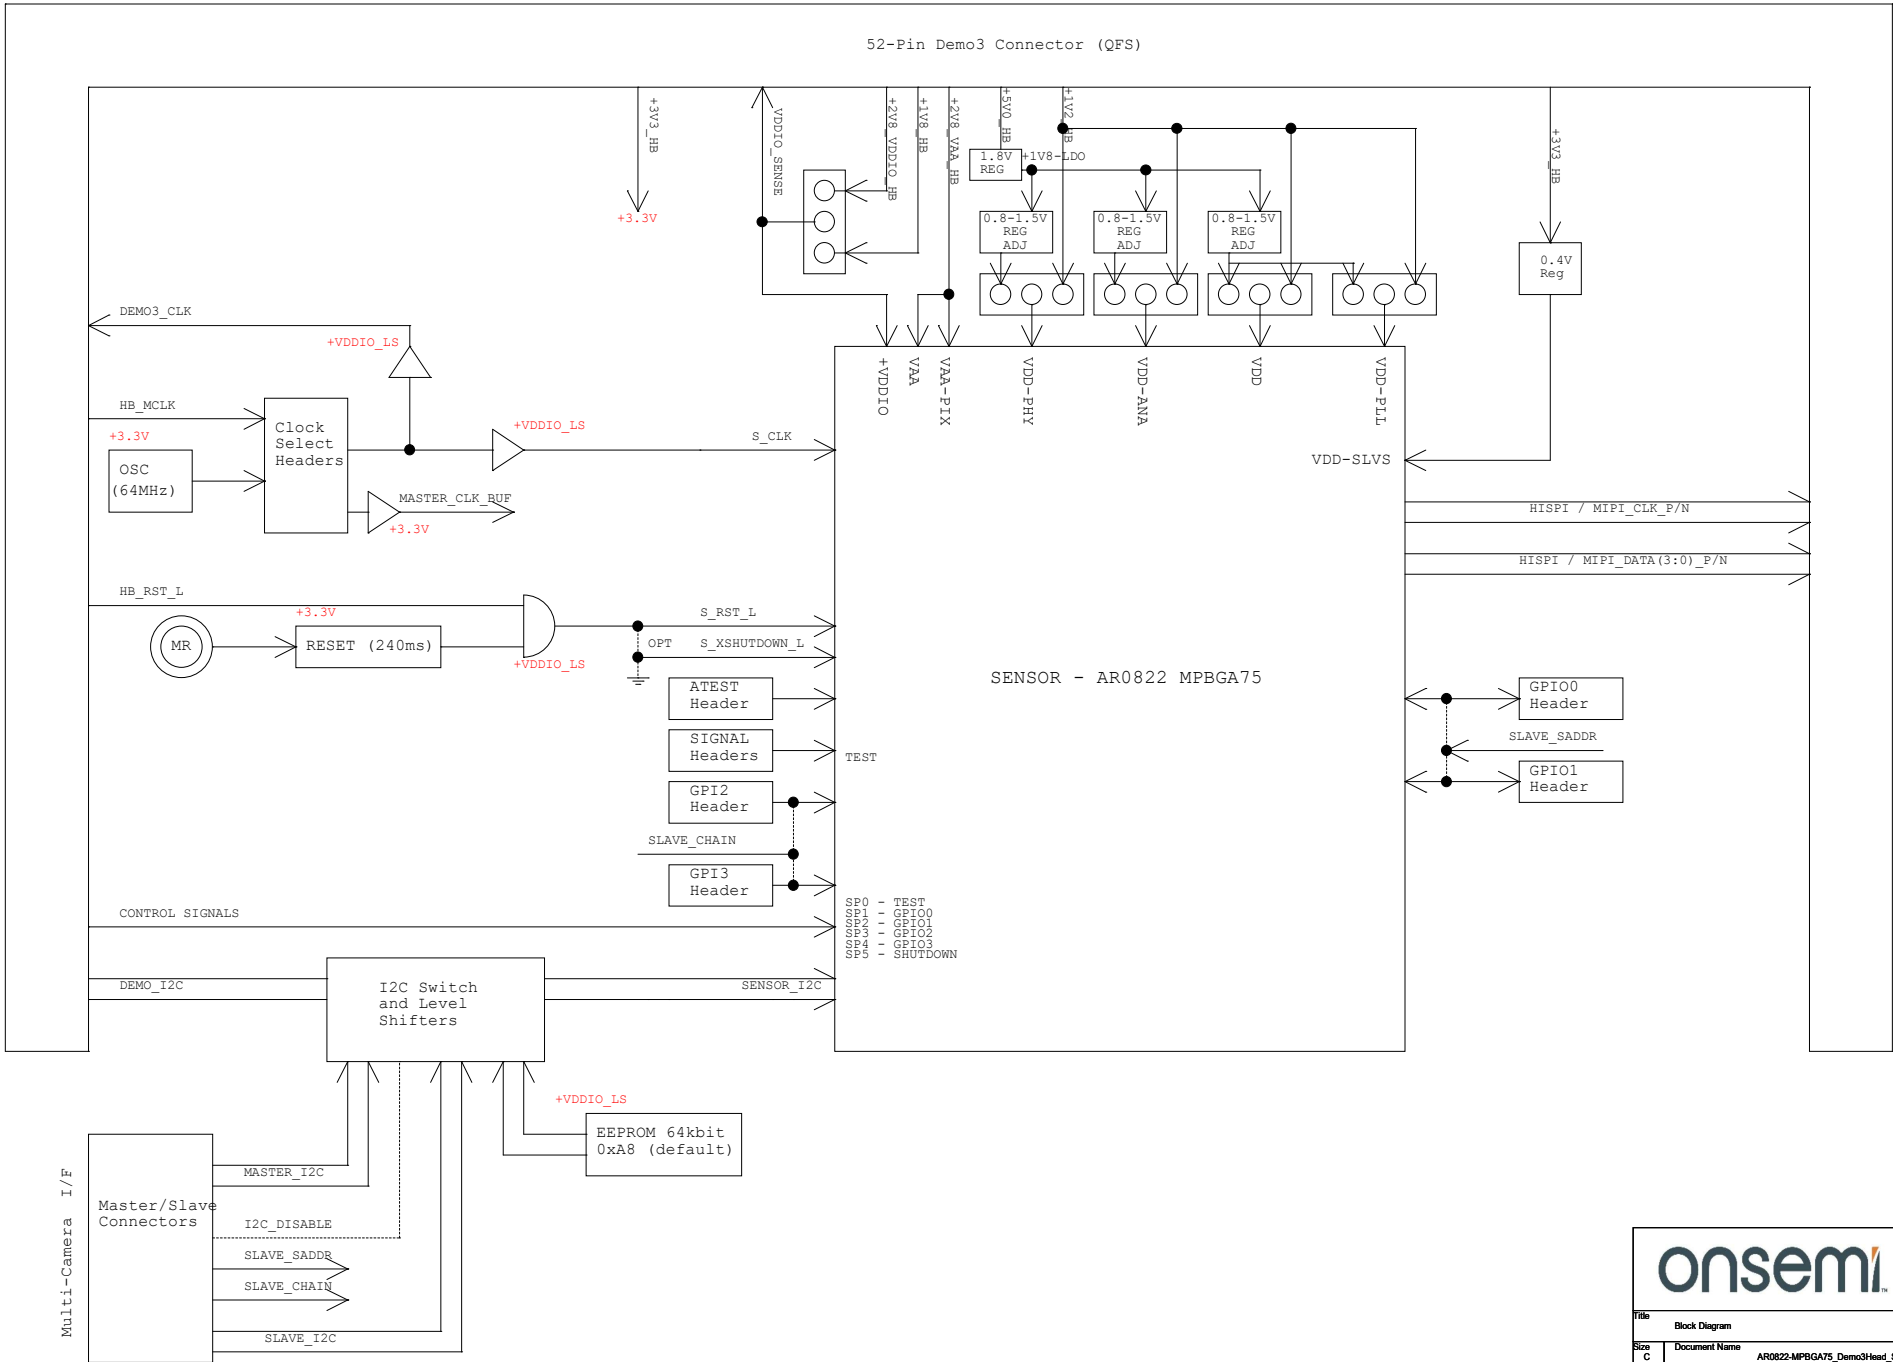 52-Pin Demo3 Connector (QFS)
+3V3_HB
VDDIO_SENSE
+2V8_VDDIO_HB
+1V8_HB
+2V8_VAA_HB
+5V0_HB
+1V2_HB
+3V3_HB
+3.3V
1.8V
REG
+1V8-LDO
0.8-1.5V
REG
ADJ
0.8-1.5V
REG
ADJ
0.8-1.5V
REG
ADJ
0.4V
Reg
DEMO3_CLK
+VDDIO_LS
HB_MCLK
+3.3V
OSC
(64MHz)
Clock
Select
Headers
+VDDIO_LS
S_CLK
MASTER_CLK_BUF
+3.3V
+VDDIO
VAA
VAA-PIX
VDD-PHY
VDD-ANA
VDD
VDD-PLL
VDD-SLVS
HISPI / MIPI_CLK_P/N
HISPI / MIPI_DATA(3:0)_P/N
HB_RST_L
+3.3V
MR
RESET (240ms)
+VDDIO_LS
S_RST_L
OPT
S_XSHUTDOWN_L
SENSOR - AR0822 MPBGA75
ATEST
Header
SIGNAL
Headers
TEST
GPI2
Header
SLAVE_CHAIN
GPI3
Header
GPIO0
Header
SLAVE_SADDR
GPIO1
Header
CONTROL SIGNALS
SP0 - TEST
SP1 - GPIO0
SP2 - GPIO1
SP3 - GPIO2
SP4 - GPIO3
SP5 - SHUTDOWN
DEMO_I2C
I2C Switch
and Level
Shifters
SENSOR_I2C
+VDDIO_LS
EEPROM 64kbit
0xA8 (default)
Multi-Camera I/F
Master/Slave
Connectors
MASTER_I2C
I2C_DISABLE
SLAVE_SADDR
SLAVE_CHAIN
SLAVE_I2C
onsemi
Title
Block Diagram
Size
C
Document Name
AR0822-MPBGA75_Demo3Head_